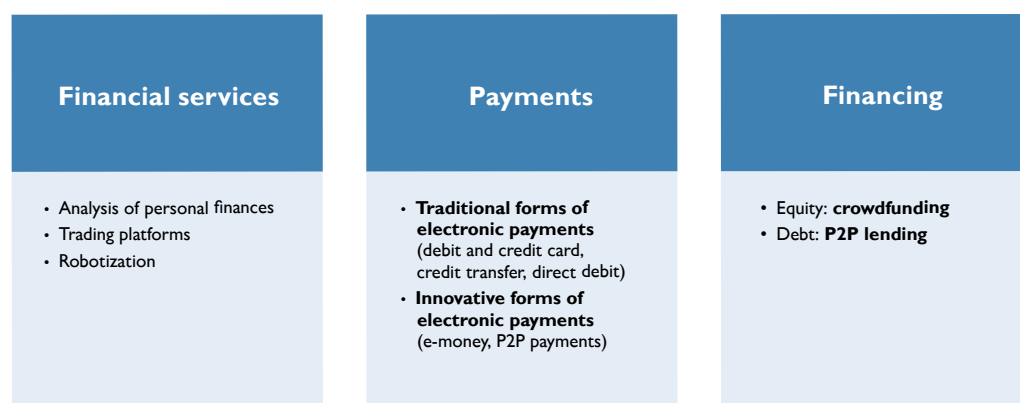 Financial services
• Analysis of personal finances
• Trading platforms
• Robotization
Payments
• Traditional forms of
electronic payments
(debit and credit card,
credit transfer, direct debit)
• Innovative forms of
electronic payments
(e-money, P2P payments)
Financing
• Equity: crowdfunding
• Debt: P2P lending